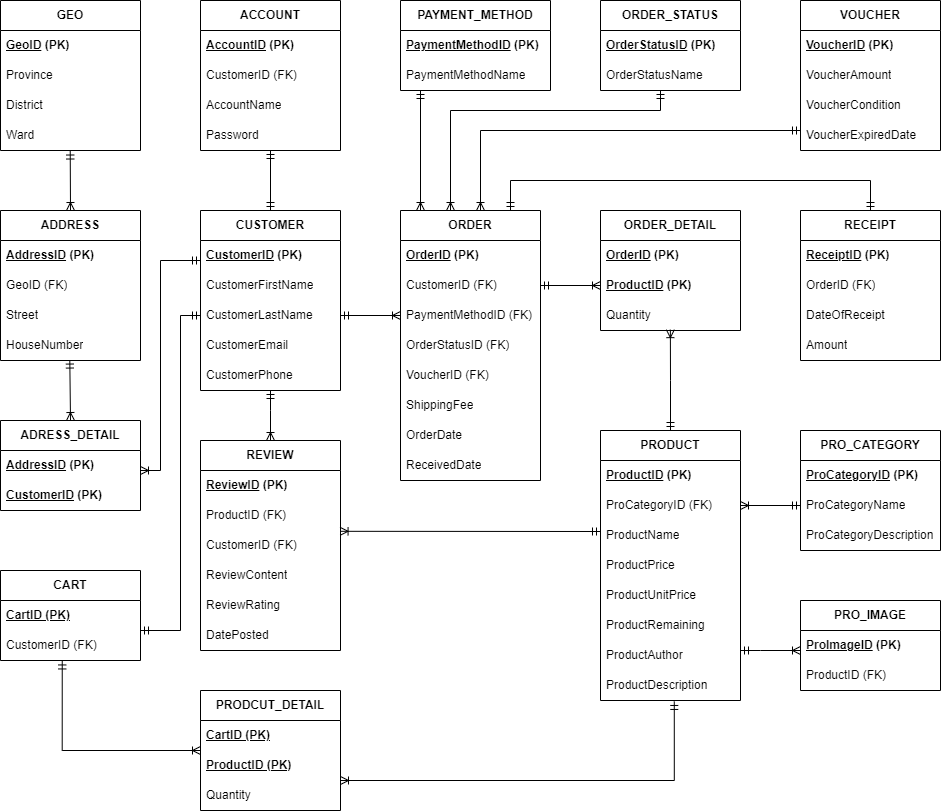 GEO
GeoID (PK)
Province
District
Ward
ACCOUNT
AccountID (PK)
CustomerID (FK)
AccountName
Password
PAYMENT_METHOD
PaymentMethodID (PK)
PaymentMethodName
ORDER_STATUS
OrderStatusID (PK)
OrderStatusName
VOUCHER
VoucherID (PK)
VoucherAmount
VoucherCondition
VoucherExpiredDate
ADDRESS
AddressID (PK)
GeoID (FK)
Street
HouseNumber
CUSTOMER
CustomerID (PK)
CustomerFirstName
CustomerLastName
CustomerEmail
CustomerPhone
ORDER
OrderID (PK)
CustomerID (FK)
PaymentMethodID (FK)
OrderStatusID (FK)
VoucherID (FK)
ShippingFee
OrderDate
ReceivedDate
ORDER_DETAIL
OrderID (PK)
ProductID (PK)
Quantity
RECEIPT
ReceiptID (PK)
OrderID (FK)
DateOfReceipt
Amount
ADRESS_DETAIL
AddressID (PK)
CustomerID (PK)
REVIEW
ReviewID (PK)
ProductID (FK)
CustomerID (FK)
ReviewContent
ReviewRating
DatePosted
PRODUCT
ProductID (PK)
ProCategoryID (FK)
ProductName
ProductPrice
ProductUnitPrice
ProductRemaining
ProductAuthor
ProductDescription
PRO_CATEGORY
ProCategoryID (PK)
ProCategoryName
ProCategoryDescription
CART
CartID (PK)
CustomerID (FK)
PRO_IMAGE
ProImageID (PK)
ProductID (FK)
PRODCUT_DETAIL
CartID (PK)
ProductID (PK)
Quantity